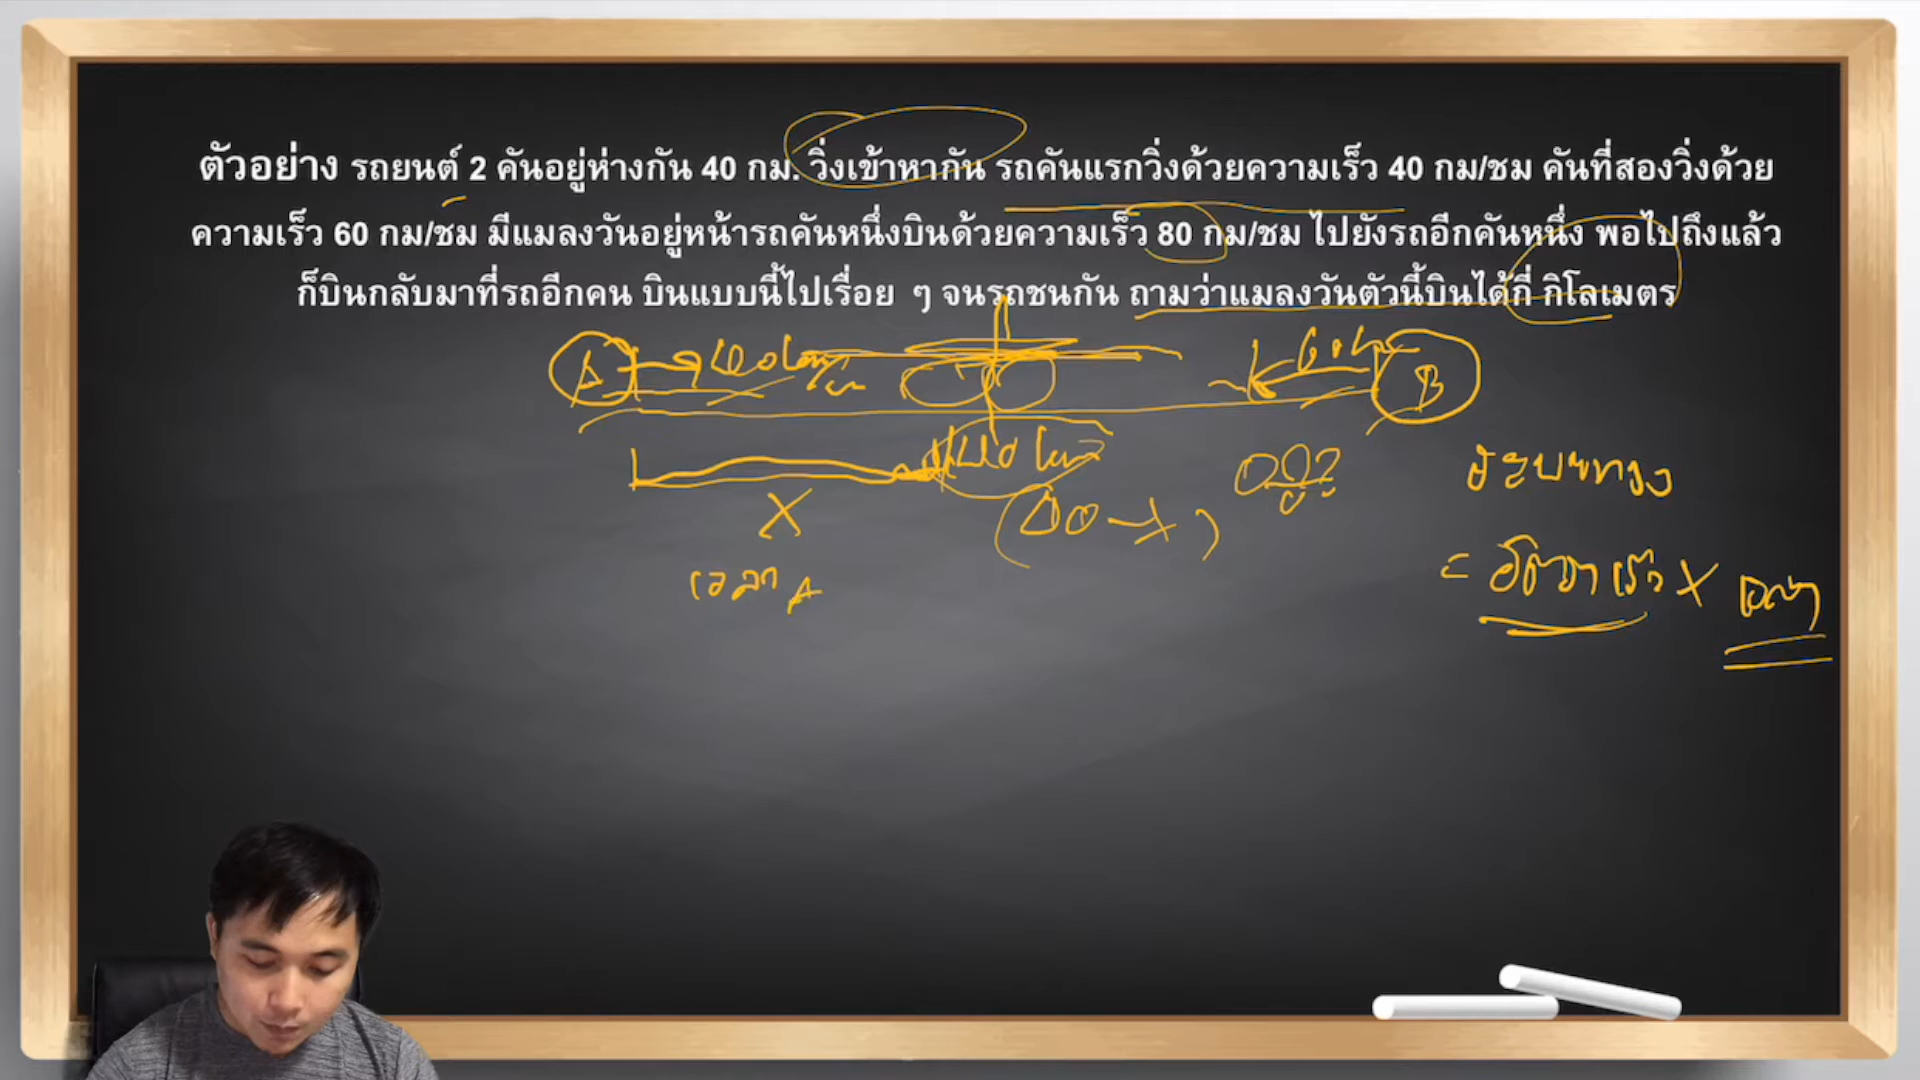 ตัวอย่าง รถยนต์ 2 คันอยู่ห่างกัน 40 กม. วิ่งเข้าหากัน รถคันแรกวิ่งด้วยความเร็ว 40 กม/ชม คันที่สองวิ่งด้วย
ความเร็ว 60 กม/ชม มีแมลงวันอยู่หน้ารถคันหนึ่งบินด้วยความเร็ว 80 กม/ชม ไปยังรถอีกคันหนึ่ง พอไปถึงแล้ว
ก็บินกลับมาที่รถอีกคน บินแบบนี้ไปเรื่อย ๆ จนรถชนกัน ถามว่าแมลงวันตัวนี้บินได้กี่ กิโลเมตร
A B
X
(40-x)
ระยะทาง
เวลา A
= อัตราเร็ว X เวลา